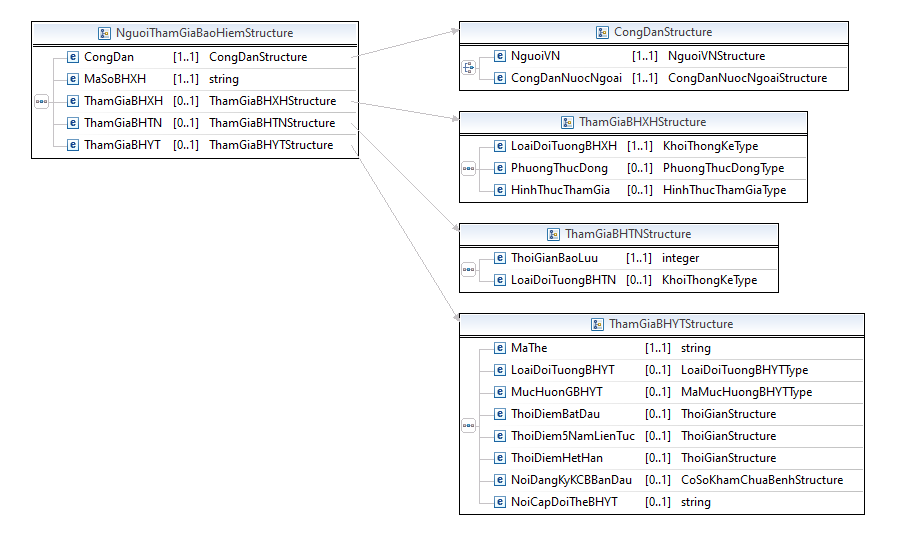 NguoiThamGiaBaoHiemStructure
CongDan [1..1] CongDanStructure
MaSoBHXH [1..1] string
ThamGiaBHXH [0..1] ThamGiaBHXHStructure
ThamGiaBHTN [0..1] ThamGiaBHTNStructure
ThamGiaBHYT [0..1] ThamGiaBHYTStructure
CongDanStructure
e NguoiVN [1..1] NguoiVNStructure
e CongDanNuocNgoai [1..1] CongDanNuocNgoaiStructure
ThamGiaBHXHStructure
e LoaiDoiTuongBHXH [1..1] KhoiThongKeType
e PhuongThucDong [0..1] PhuongThucDongType
e HinhThucThamGia [0..1] HinhThucThamGiaType
ThamGiaBHTNStructure
e ThoiGianBaoLuu [1..1] integer
e LoaiDoiTuongBHTN [0..1] KhoiThongKeType
ThamGiaBHYTStructure
e MaThe [1..1] string
e LoaiDoiTuongBHYT [0..1] LoaiDoiTuongBHYTType
e MucHuonGBHYT [0..1] MaMucHuongBHYTType
e ThoiDiemBatDau [0..1] ThoiGianStructure
e ThoiDiem5NamLienTuc [0..1] ThoiGianStructure
e ThoiDiemHetHan [0..1] ThoiGianStructure
e NoiDangKyKCBBanDau [0..1] CoSoKhamChuaBenhStructure
e NoiCapDoiTheBHYT [0..1] string